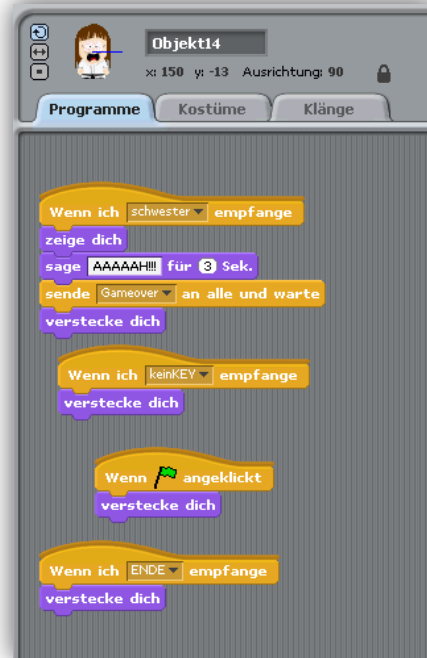 Objekt14
x: 150 y: -13 Ausrichtung: 90
Programme Kostüme Klänge
Wenn ich schwester empfange
zeige dich
sage AAAAAH!!! für 3 Sek.
sende Gameover an alle und warte
verstecke dich
Wenn ich keinKEY empfange
verstecke dich
Wenn angeklickt
verstecke dich
Wenn ich ENDE empfange
verstecke dich